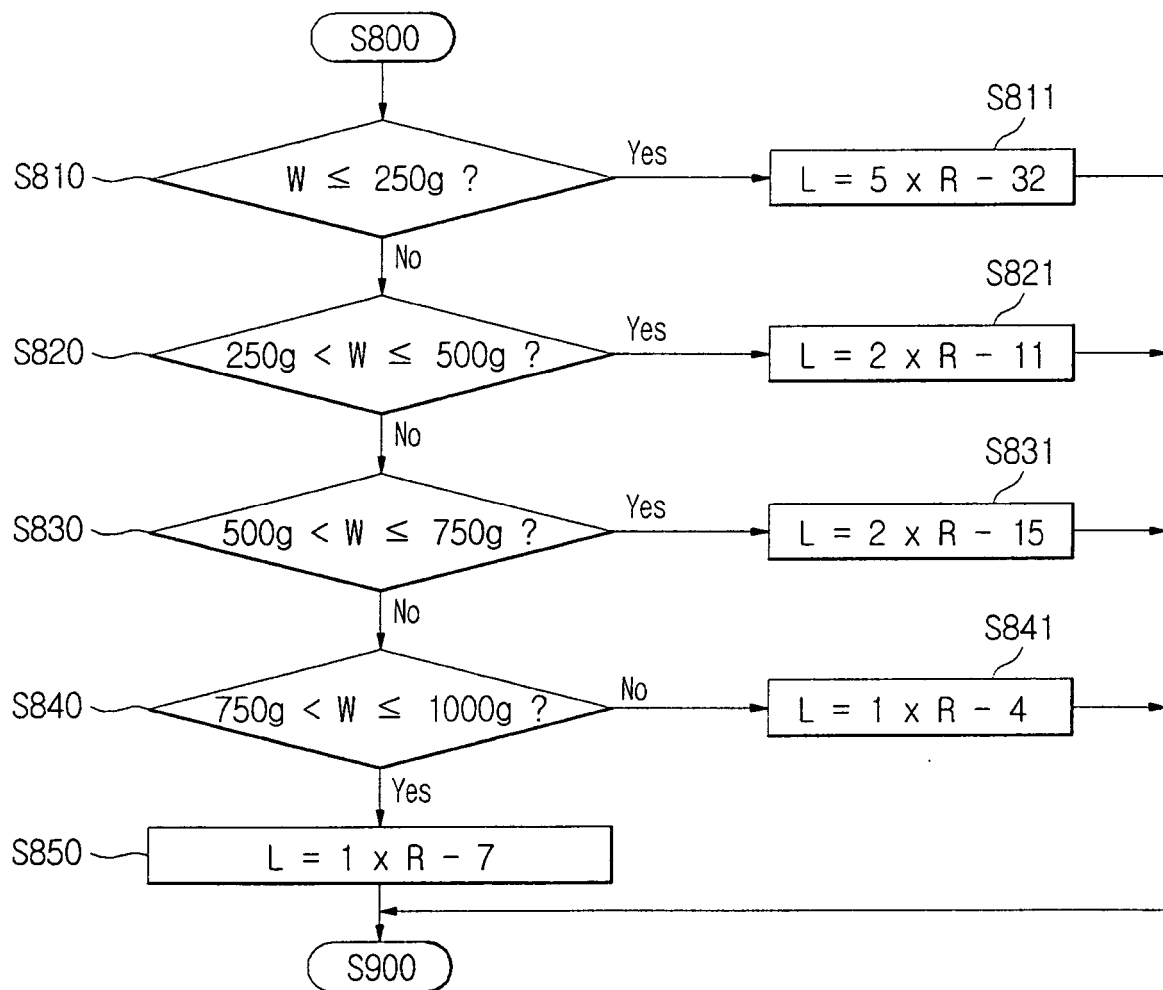 S800
S811
S810
W ≤ 250g ?
Yes
L = 5 x R - 32
No
S821
S820
250g < W ≤ 500g ?
Yes
L = 2 x R - 11
No
S831
S830
500g < W ≤ 750g ?
Yes
L = 2 x R - 15
No
S841
S840
750g < W ≤ 1000g ?
No
L = 1 x R - 4
Yes
S850
L = 1 x R - 7
S900